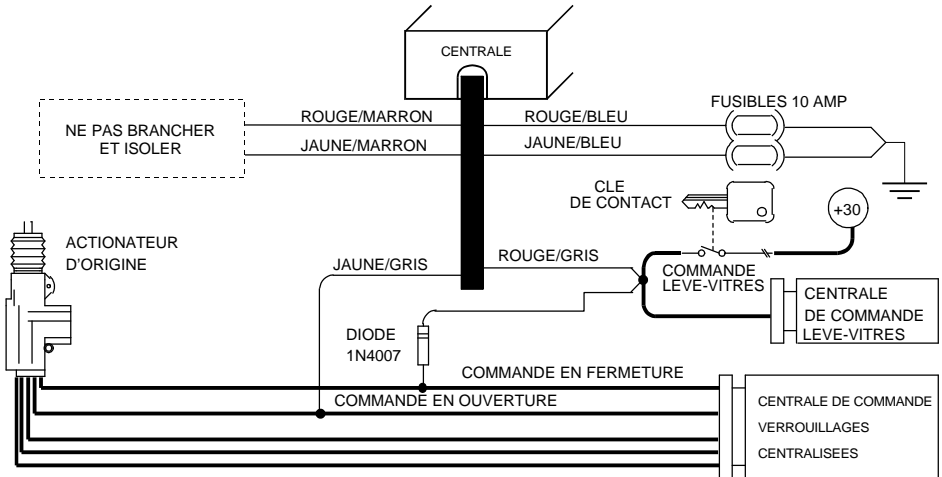 CENTRALE
ROUGE/MARRON
ROUGE/BLEU
FUSIBLES 10 AMP
NE PAS BRANCHER
ET ISOLER
JAUNE/MARRON
JAUNE/BLEU
CLE
DE CONTACT
+30
ACTIONATEUR
D'ORIGINE
JAUNE/GRIS
ROUGE/GRIS
COMMANDE
LEVE-VITRES
CENTRALE
DE COMMANDE
LEVE-VITRES
DIODE
1N4007
COMMANDE EN FERMETURE
COMMANDE EN OUVERTURE
CENTRALE DE COMMANDE
VERROUILLAGES
CENTRALISEES